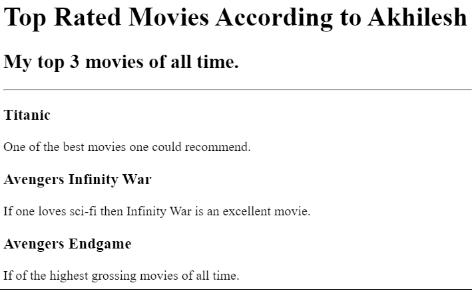 Top Rated Movies According to Akhilesh
My top 3 movies of all time.
Titanic
One of the best movies one could recommend.
Avengers Infinity War
If one loves sci-fi then Infinity War is an excellent movie.
Avengers Endgame
If of the highest grossing movies of all time.